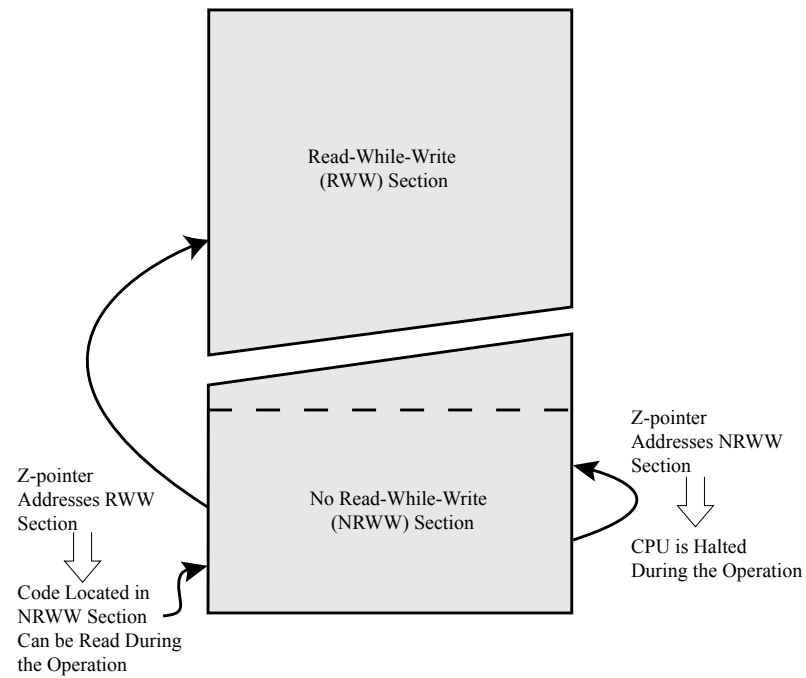 Read-While-Write
(RWW) Section
Z-pointer
Addresses NRWW
Section
Z-pointer
Addresses RWW
Section
No Read-While-Write
(NRWW) Section
CPU is Halted
During the Operation
Code Located in
NRWW Section
Can be Read During
the Operation